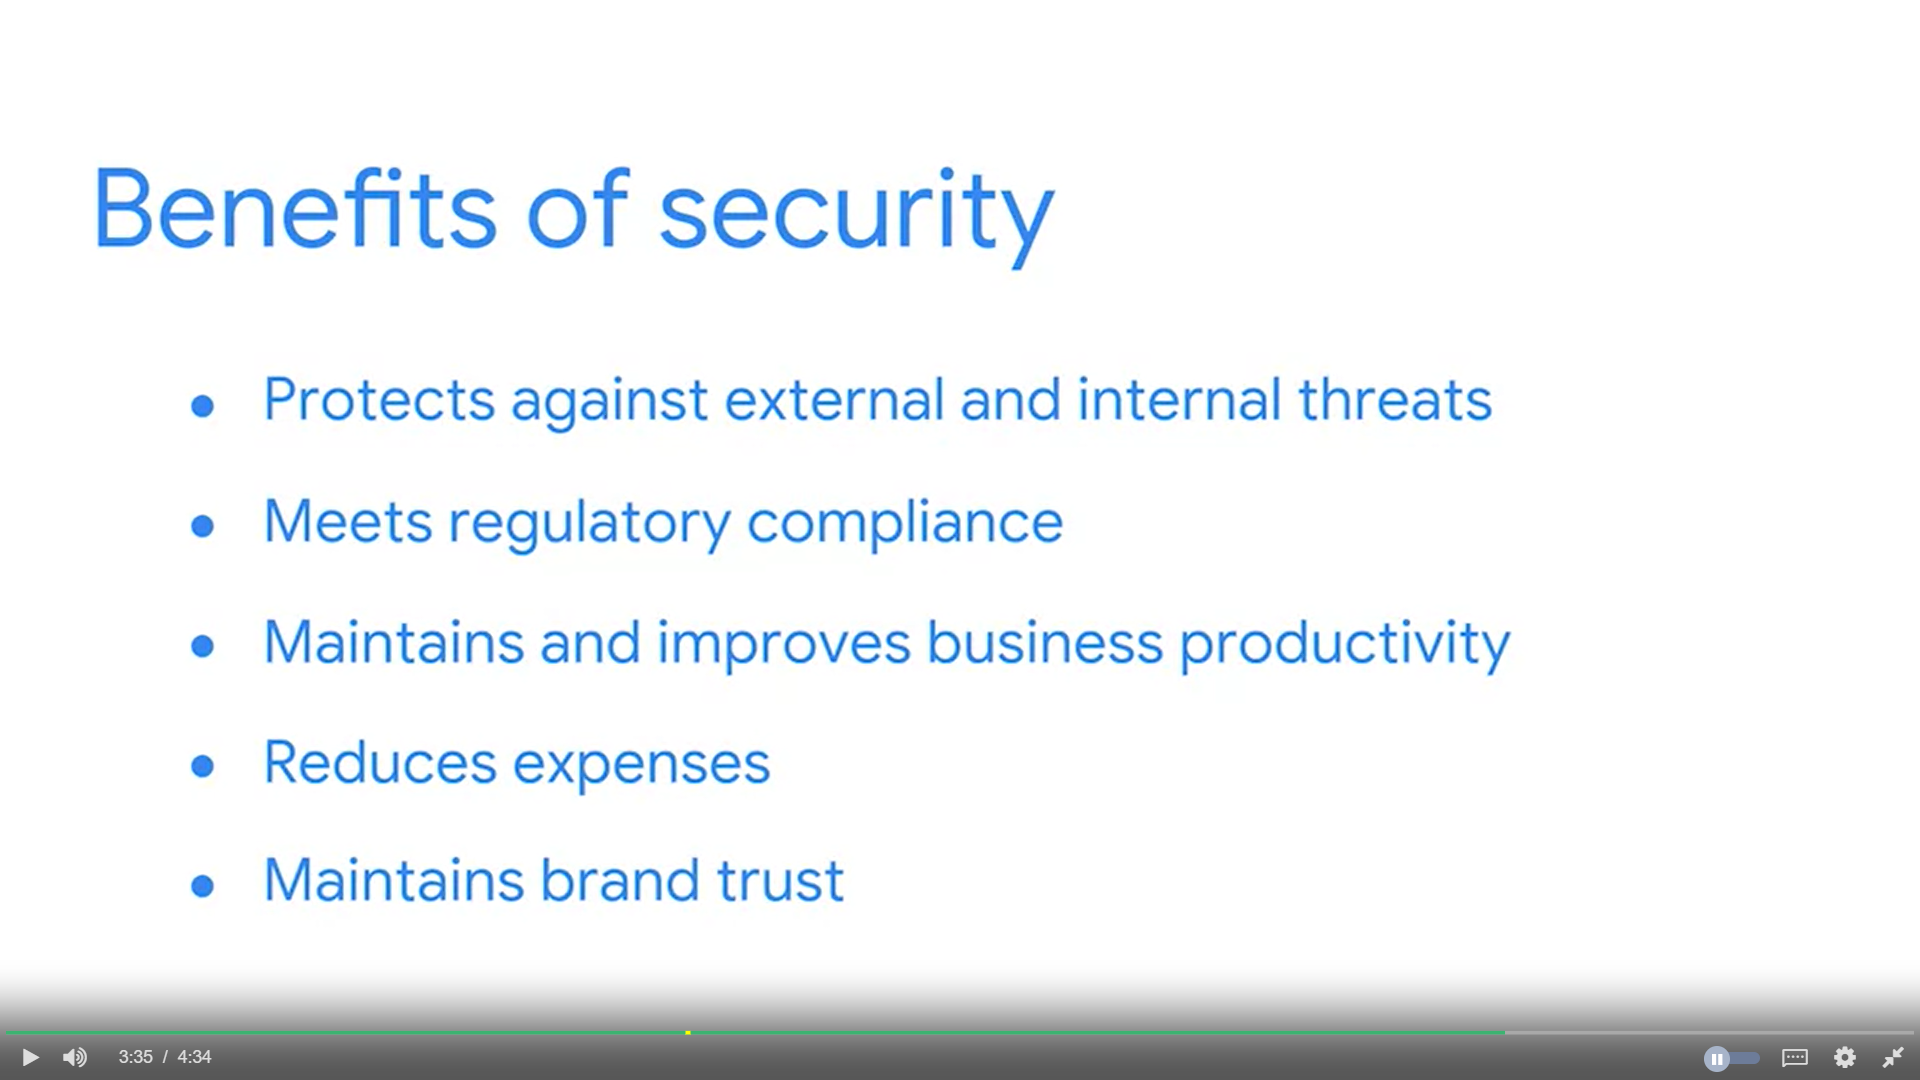 Benefits of security
● Protects against external and internal threats
● Meets regulatory compliance
● Maintains and improves business productivity
● Reduces expenses
● Maintains brand trust
3:35 / 4:34